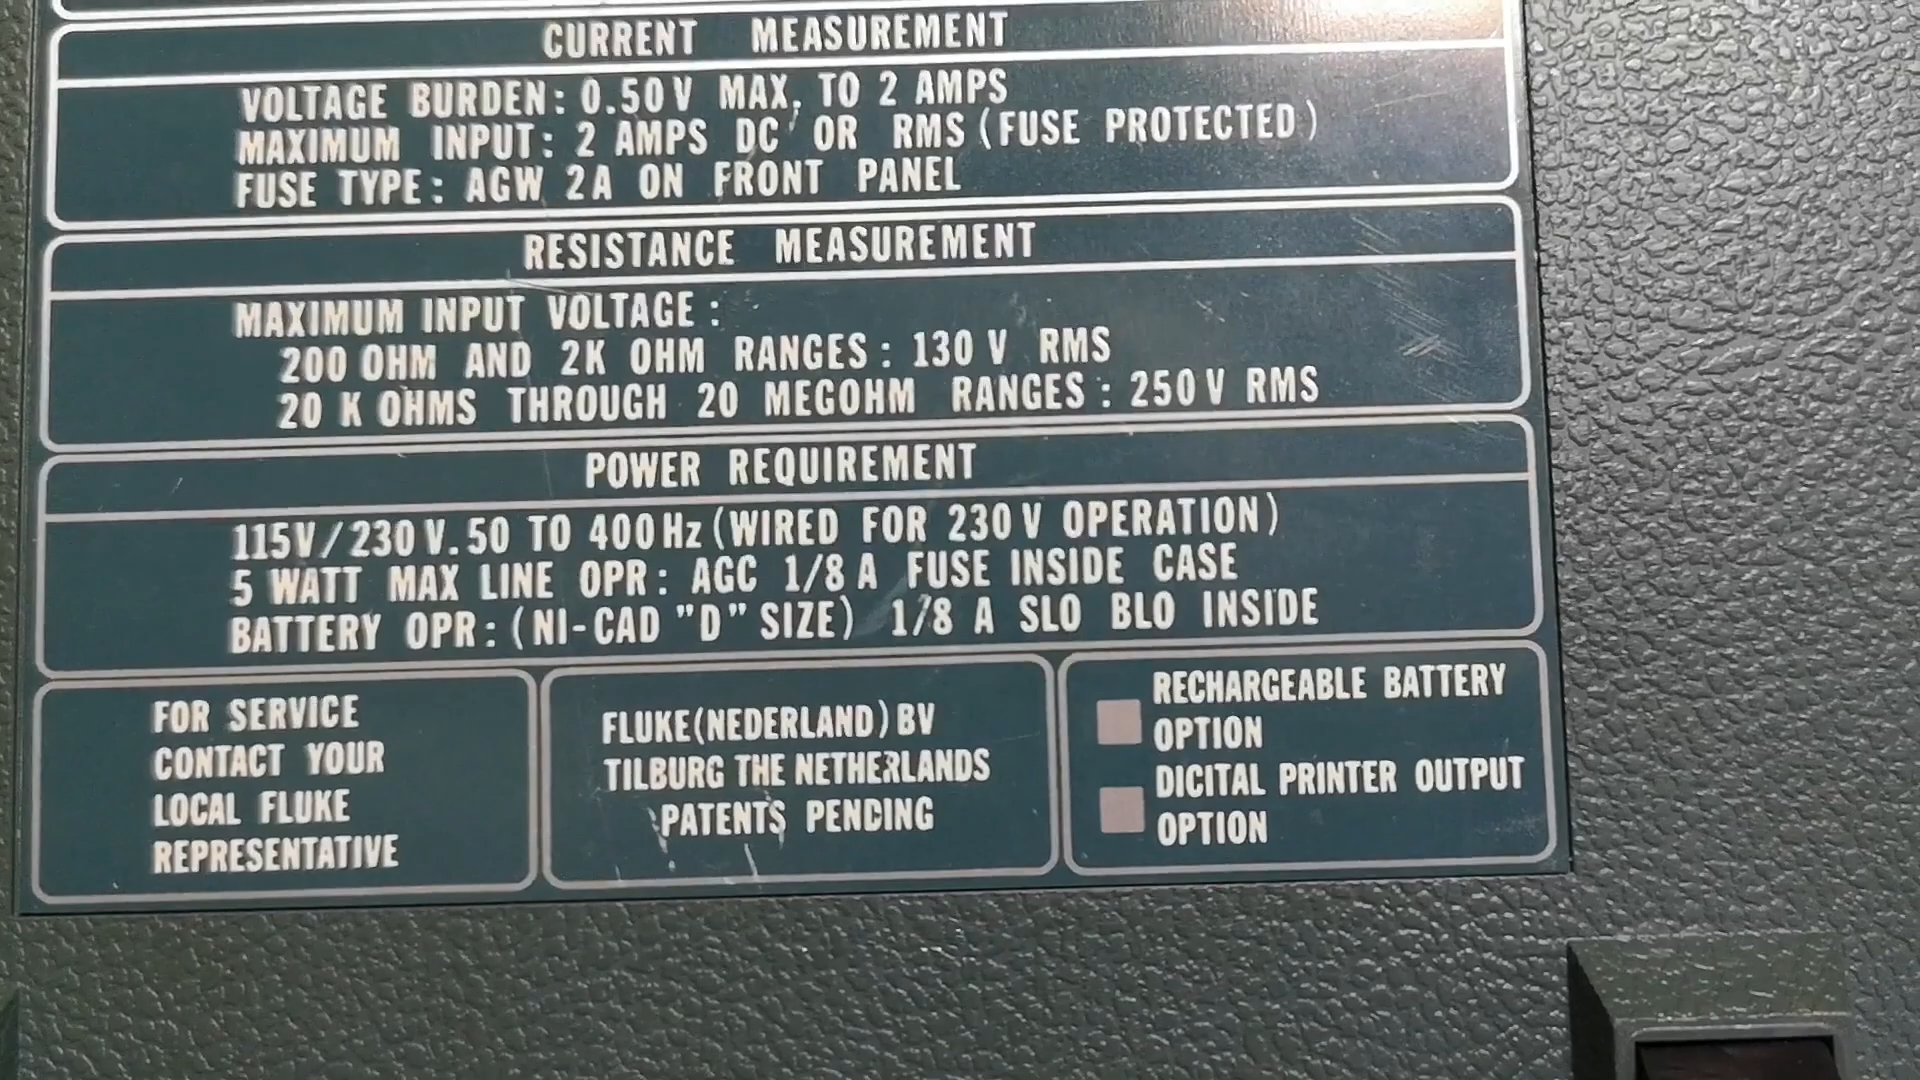 CURRENT MEASUREMENT
VOLTAGE BURDEN: 0.50V MAX. TO 2 AMPS
MAXIMUM INPUT: 2 AMPS DC OR RMS (FUSE PROTECTED)
FUSE TYPE: AGW 2A ON FRONT PANEL
RESISTANCE MEASUREMENT
MAXIMUM INPUT VOLTAGE :
200 OHM AND 2K OHM RANGES: 130 V RMS
20 K OHMS THROUGH 20 MEGOHM RANGES: 250V RMS
POWER REQUIREMENT
115V/230V. 50 TO 400Hz (WIRED FOR 230V OPERATION)
5 WATT MAX LINE OPR: AGC 1/8 A FUSE INSIDE CASE
BATTERY OPR: (NI-CAD "D" SIZE) 1/8 A SLO BLO INSIDE
FOR SERVICE
CONTACT YOUR
LOCAL FLUKE
REPRESENTATIVE
FLUKE (NEDERLAND) BV
TILBURG THE NETHERLANDS
PATENTS PENDING
RECHARGEABLE BATTERY
OPTION
DICITAL PRINTER OUTPUT
OPTION